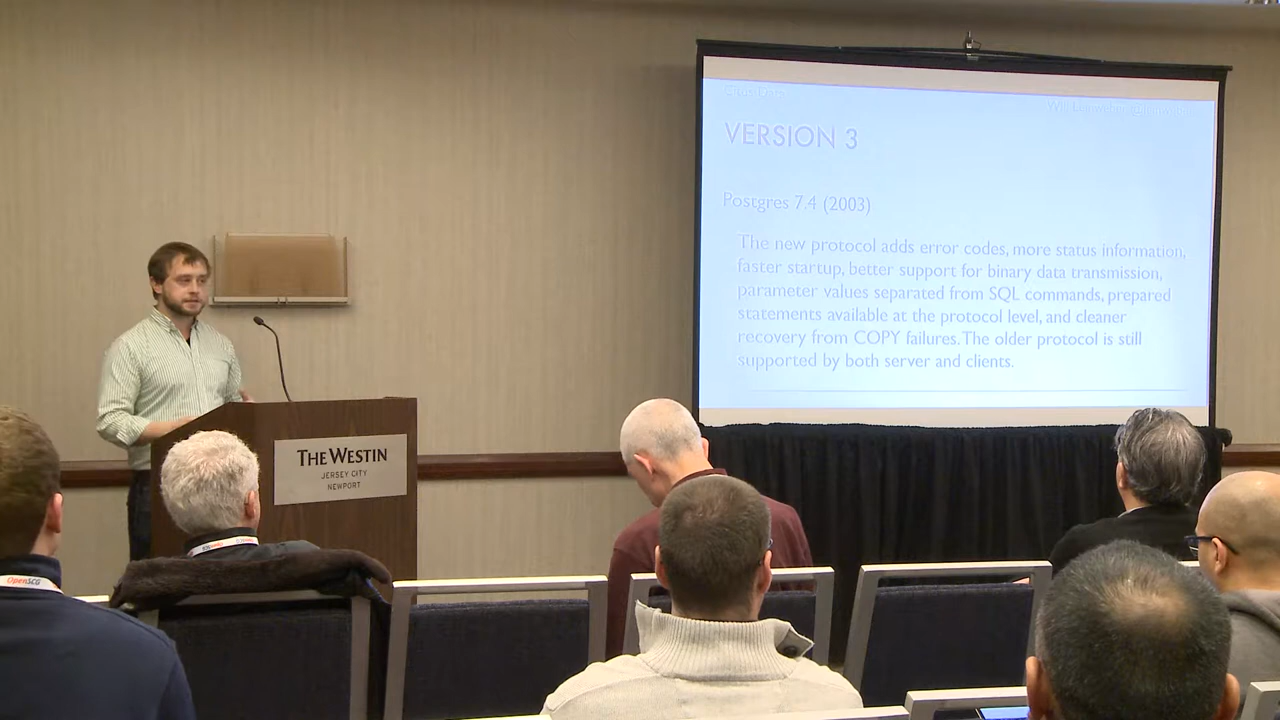 Citus Data
VERSION 3
Postgres 7.4 (2003)
The new protocol adds error codes, more status information,
faster startup, better support for binary data transmission,
parameter values separated from SQL commands, prepared
statements available at the protocol level, and cleaner
recovery from COPY failures. The older protocol is still
supported by both server and clients.
THE WESTIN
JERSEY CITY
NEWPORT
OpenSCG